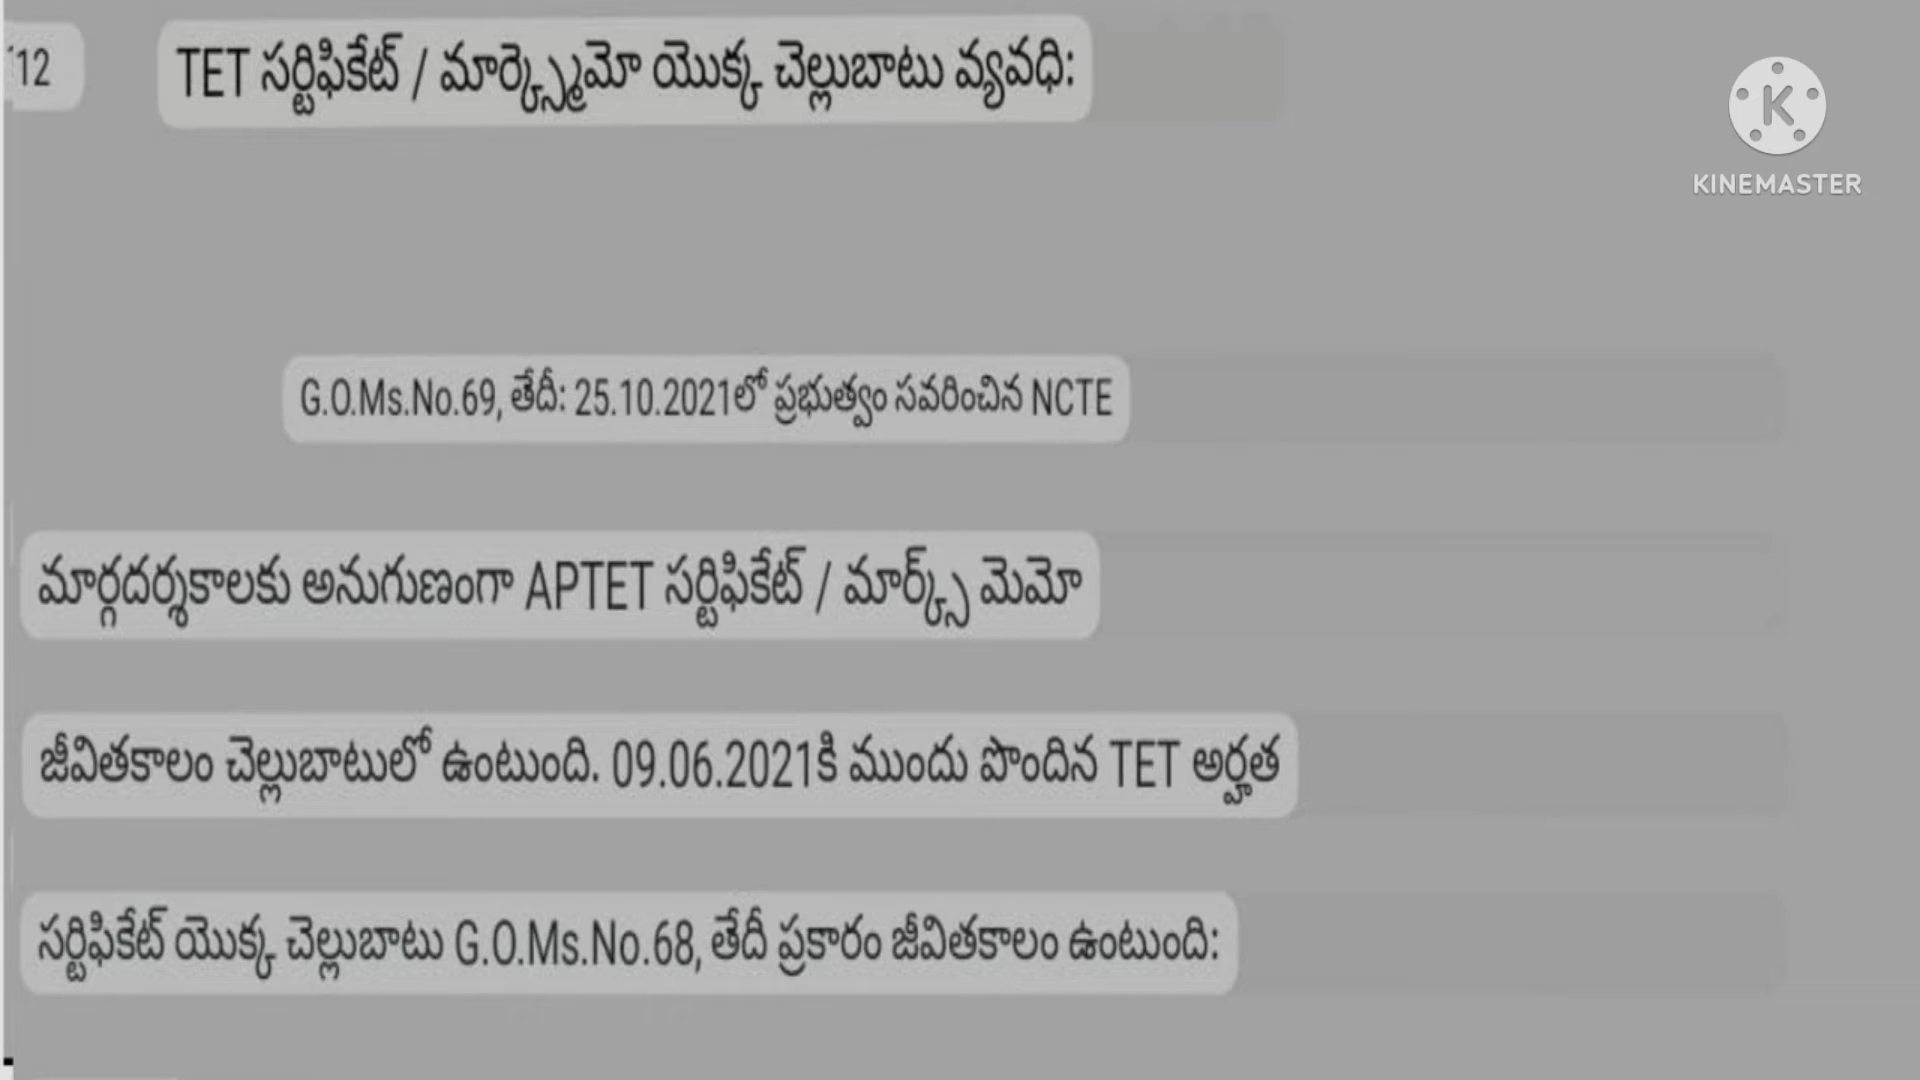 12
TET సర్టిఫికేట్ / మార్క్స్మెమో యొక్క చెల్లుబాటు వ్యవధి:
KINEMASTER
G.O.Ms.No.69, తేదీ: 25.10.2021లో ప్రభుత్వం సవరించిన NCTE
మార్గదర్శకాలకు అనుగుణంగా APTET సర్టిఫికేట్ / మార్క్స్ మెమో
జీవితకాలం చెల్లుబాటులో ఉంటుంది. 09.06.2021కి ముందు పొందిన TET అర్హత
సర్టిఫికేట్ యొక్క చెల్లుబాటు G.O.Ms.No.68, తేదీ ప్రకారం జీవితకాలం ఉంటుంది: